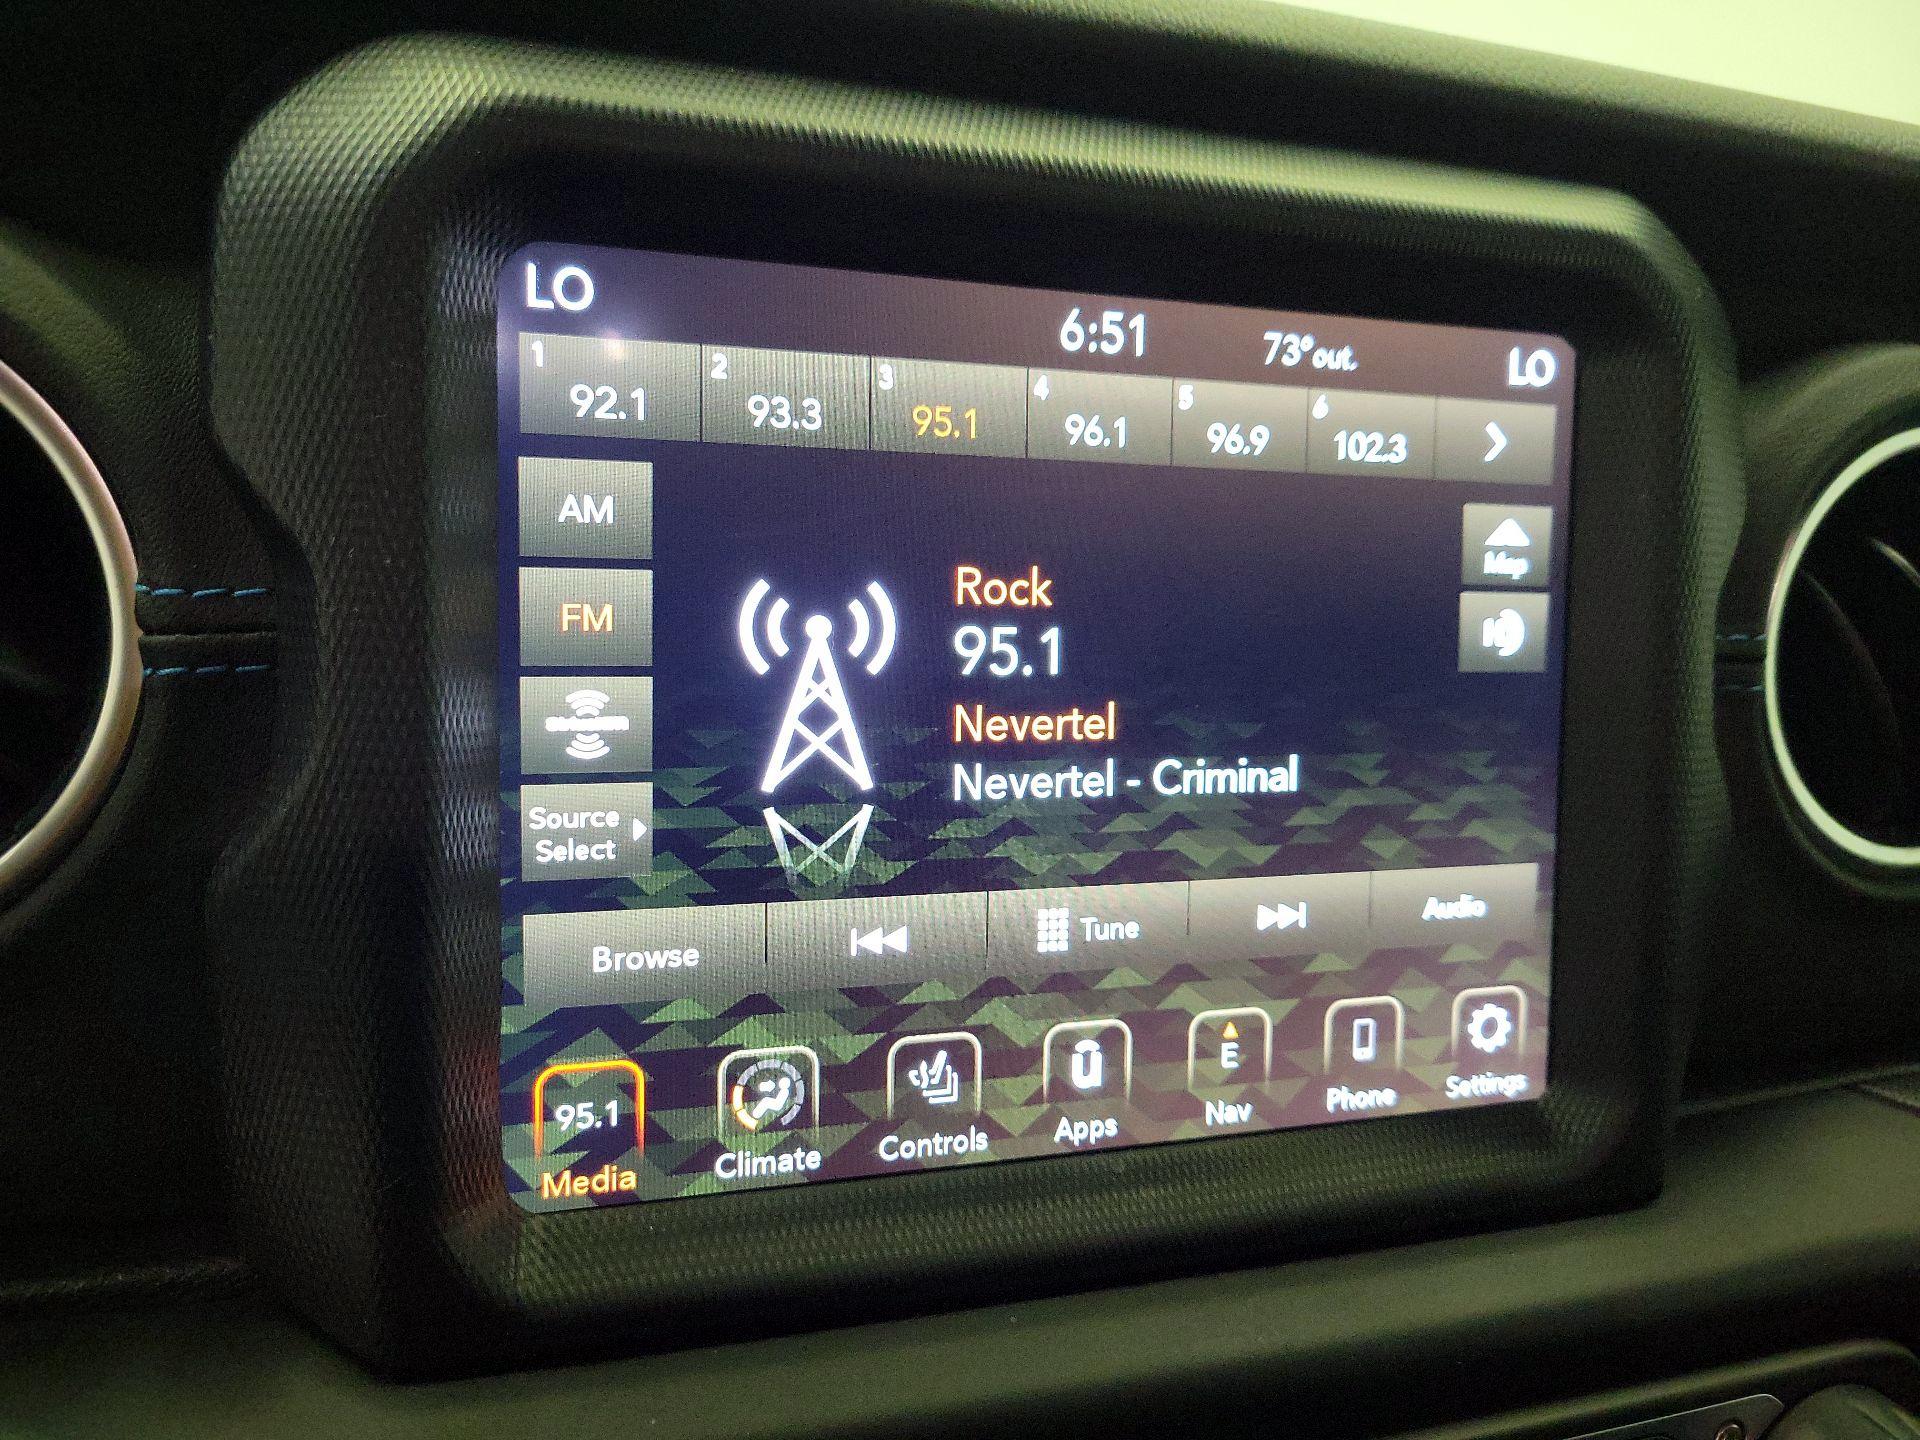 LO
6:51
73° out.
LO
1
92.1
2
93.3
3
95.1
4
96.1
5
96.9
6
102.3
AM
FM
Source
Select
Rock
95.1
Nevertel
Nevertel - Criminal
Map
Browse
Tune
Audio
95.1
Media
Climate
Controls
Apps
E
Nav
Phone
Settings